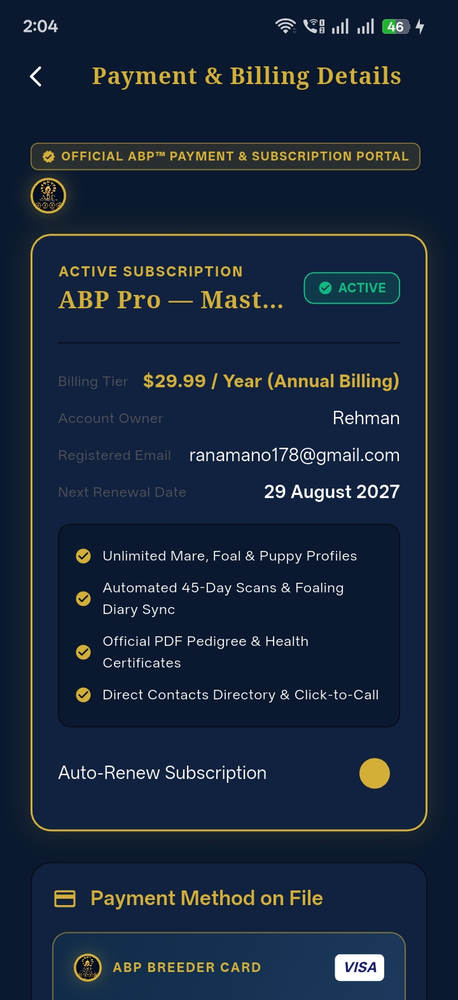 2:04
46
Payment & Billing Details
OFFICIAL ABP™ PAYMENT & SUBSCRIPTION PORTAL
ABP
ACTIVE SUBSCRIPTION
ABP Pro — Mast...
ACTIVE
Billing Tier $29.99 / Year (Annual Billing)
Account Owner Rehman
Registered Email ranamano178@gmail.com
Next Renewal Date 29 August 2027
Unlimited Mare, Foal & Puppy Profiles
Automated 45-Day Scans & Foaling
Diary Sync
Official PDF Pedigree & Health
Certificates
Direct Contacts Directory & Click-to-Call
Auto-Renew Subscription
Payment Method on File
ABP BREEDER CARD
VISA